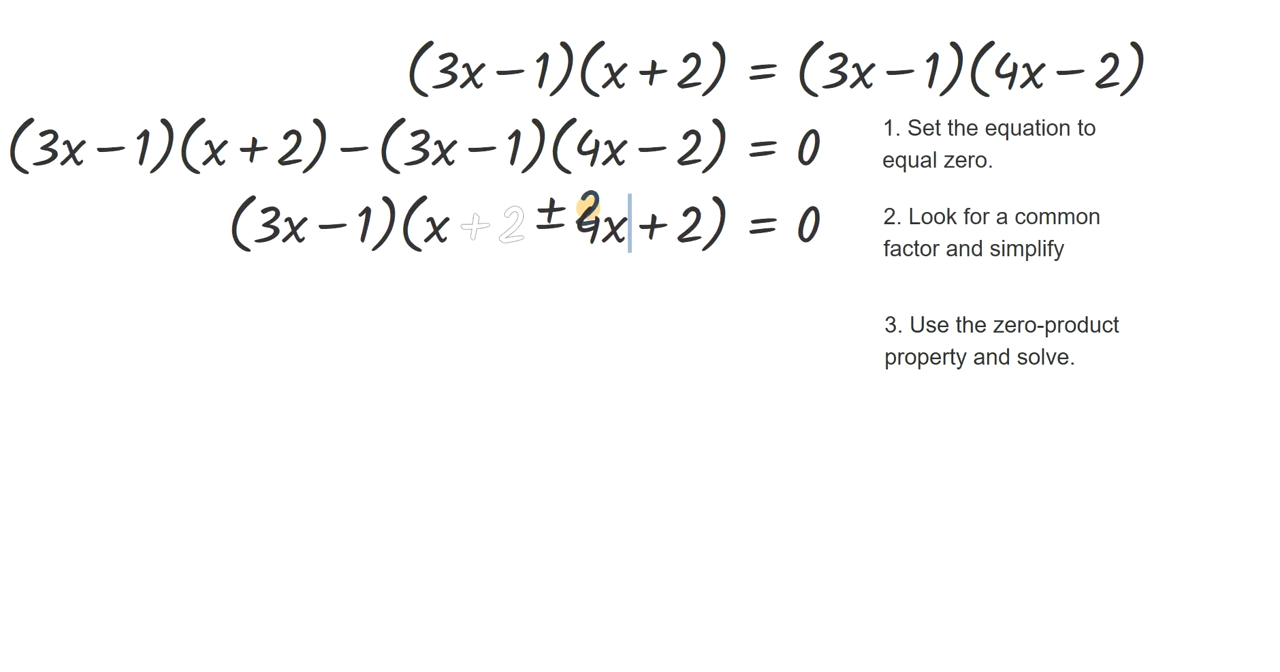 (3x − 1)(x + 2) = (3x − 1)(4x − 2)
(3x − 1)(x + 2) − (3x − 1)(4x − 2) = 0
1. Set the equation to
equal zero.
(3x − 1)(x + 2 − 4x + 2) = 0
2. Look for a common
factor and simplify
3. Use the zero-product
property and solve.